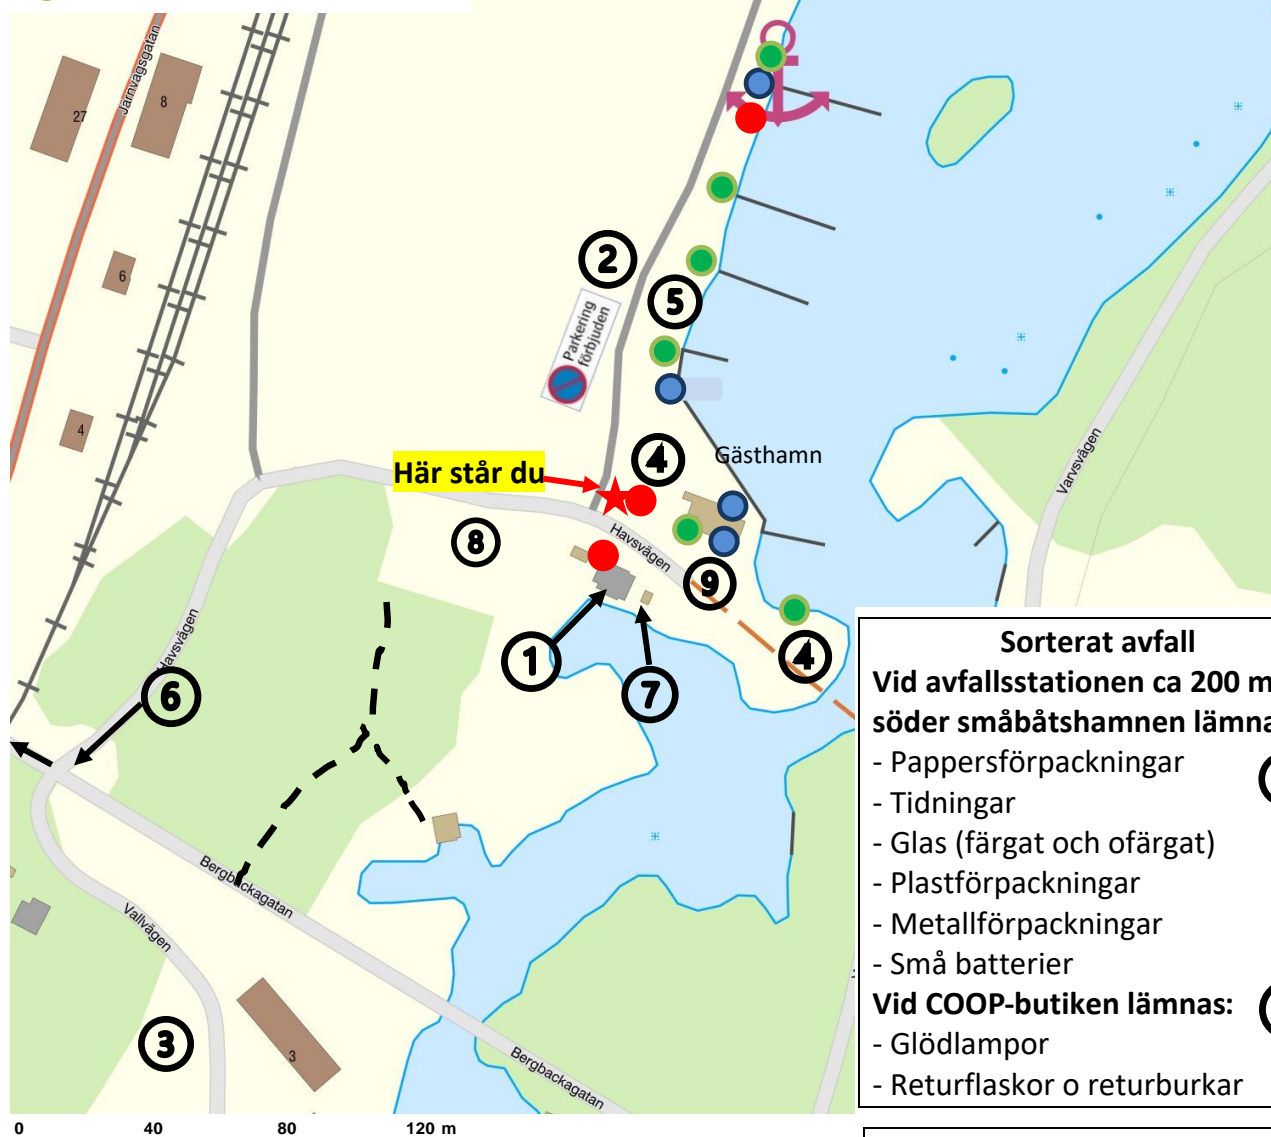 Järnvägsgatan
27
8
6
4
2
5
Parkering
förbjuden
Här står du
4
Gästhamn
Varvsvägen
8
Havsvägen
9
1
7
4
Havsvägen
6
Bergbackagatan
Vallvägen
3
3
Bergbackagatan
0 40 80 120 m
Sorterat avfall
Vid avfallsstationen ca 200 m
söder småbåtshamnen
- Pappersförpackningar
- Tidningar
- Glas (färgat och ofärgat)
- Plastförpackningar
- Metallförpackningar
- Små batterier
Vid COOP-butiken lämnas:
- Glödlampor
- Returflaskor o returburkar